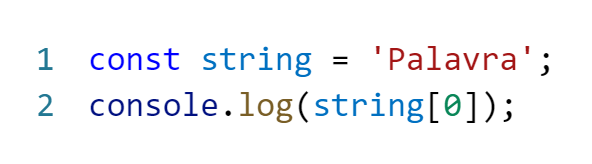 1 const string = 'Palavra';
2 console.log(string[0]);